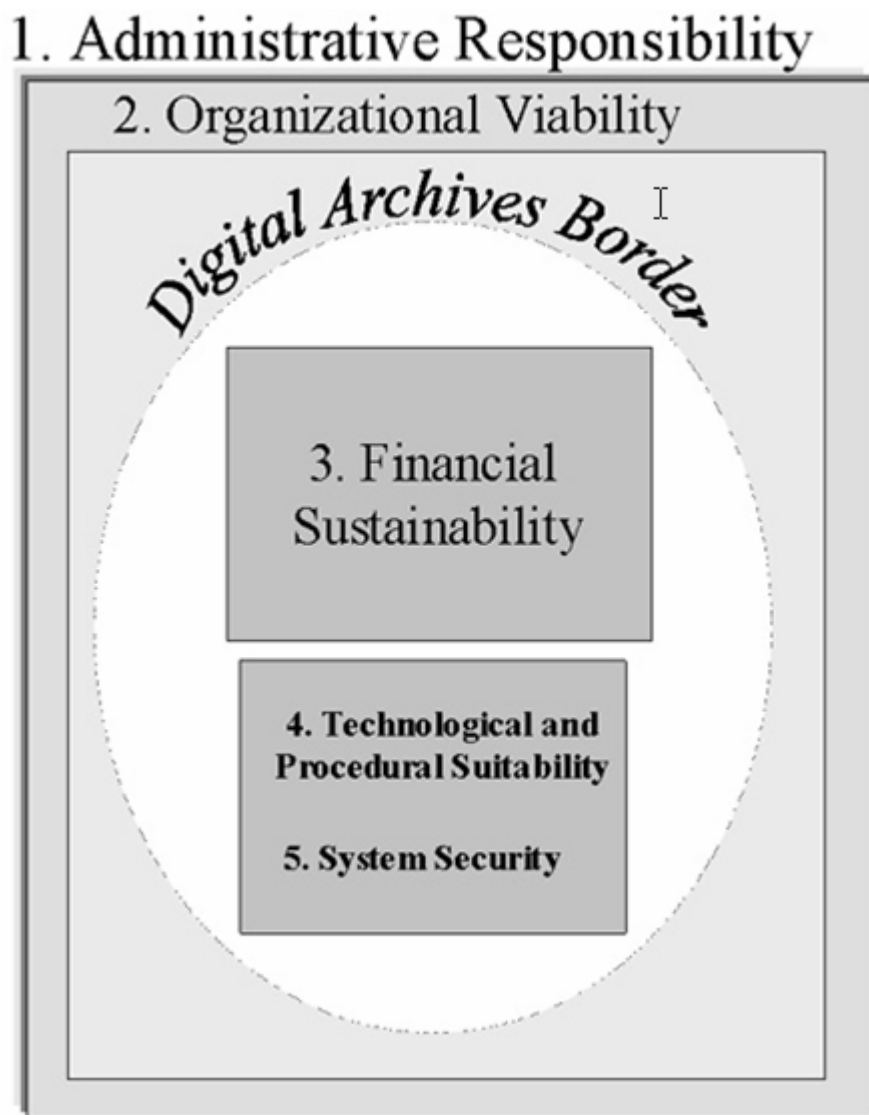 1. Administrative Responsibility
2. Organizational Viability
Digital Archives Border
3. Financial
Sustainability
4. Technological and
Procedural Suitability
5. System Security